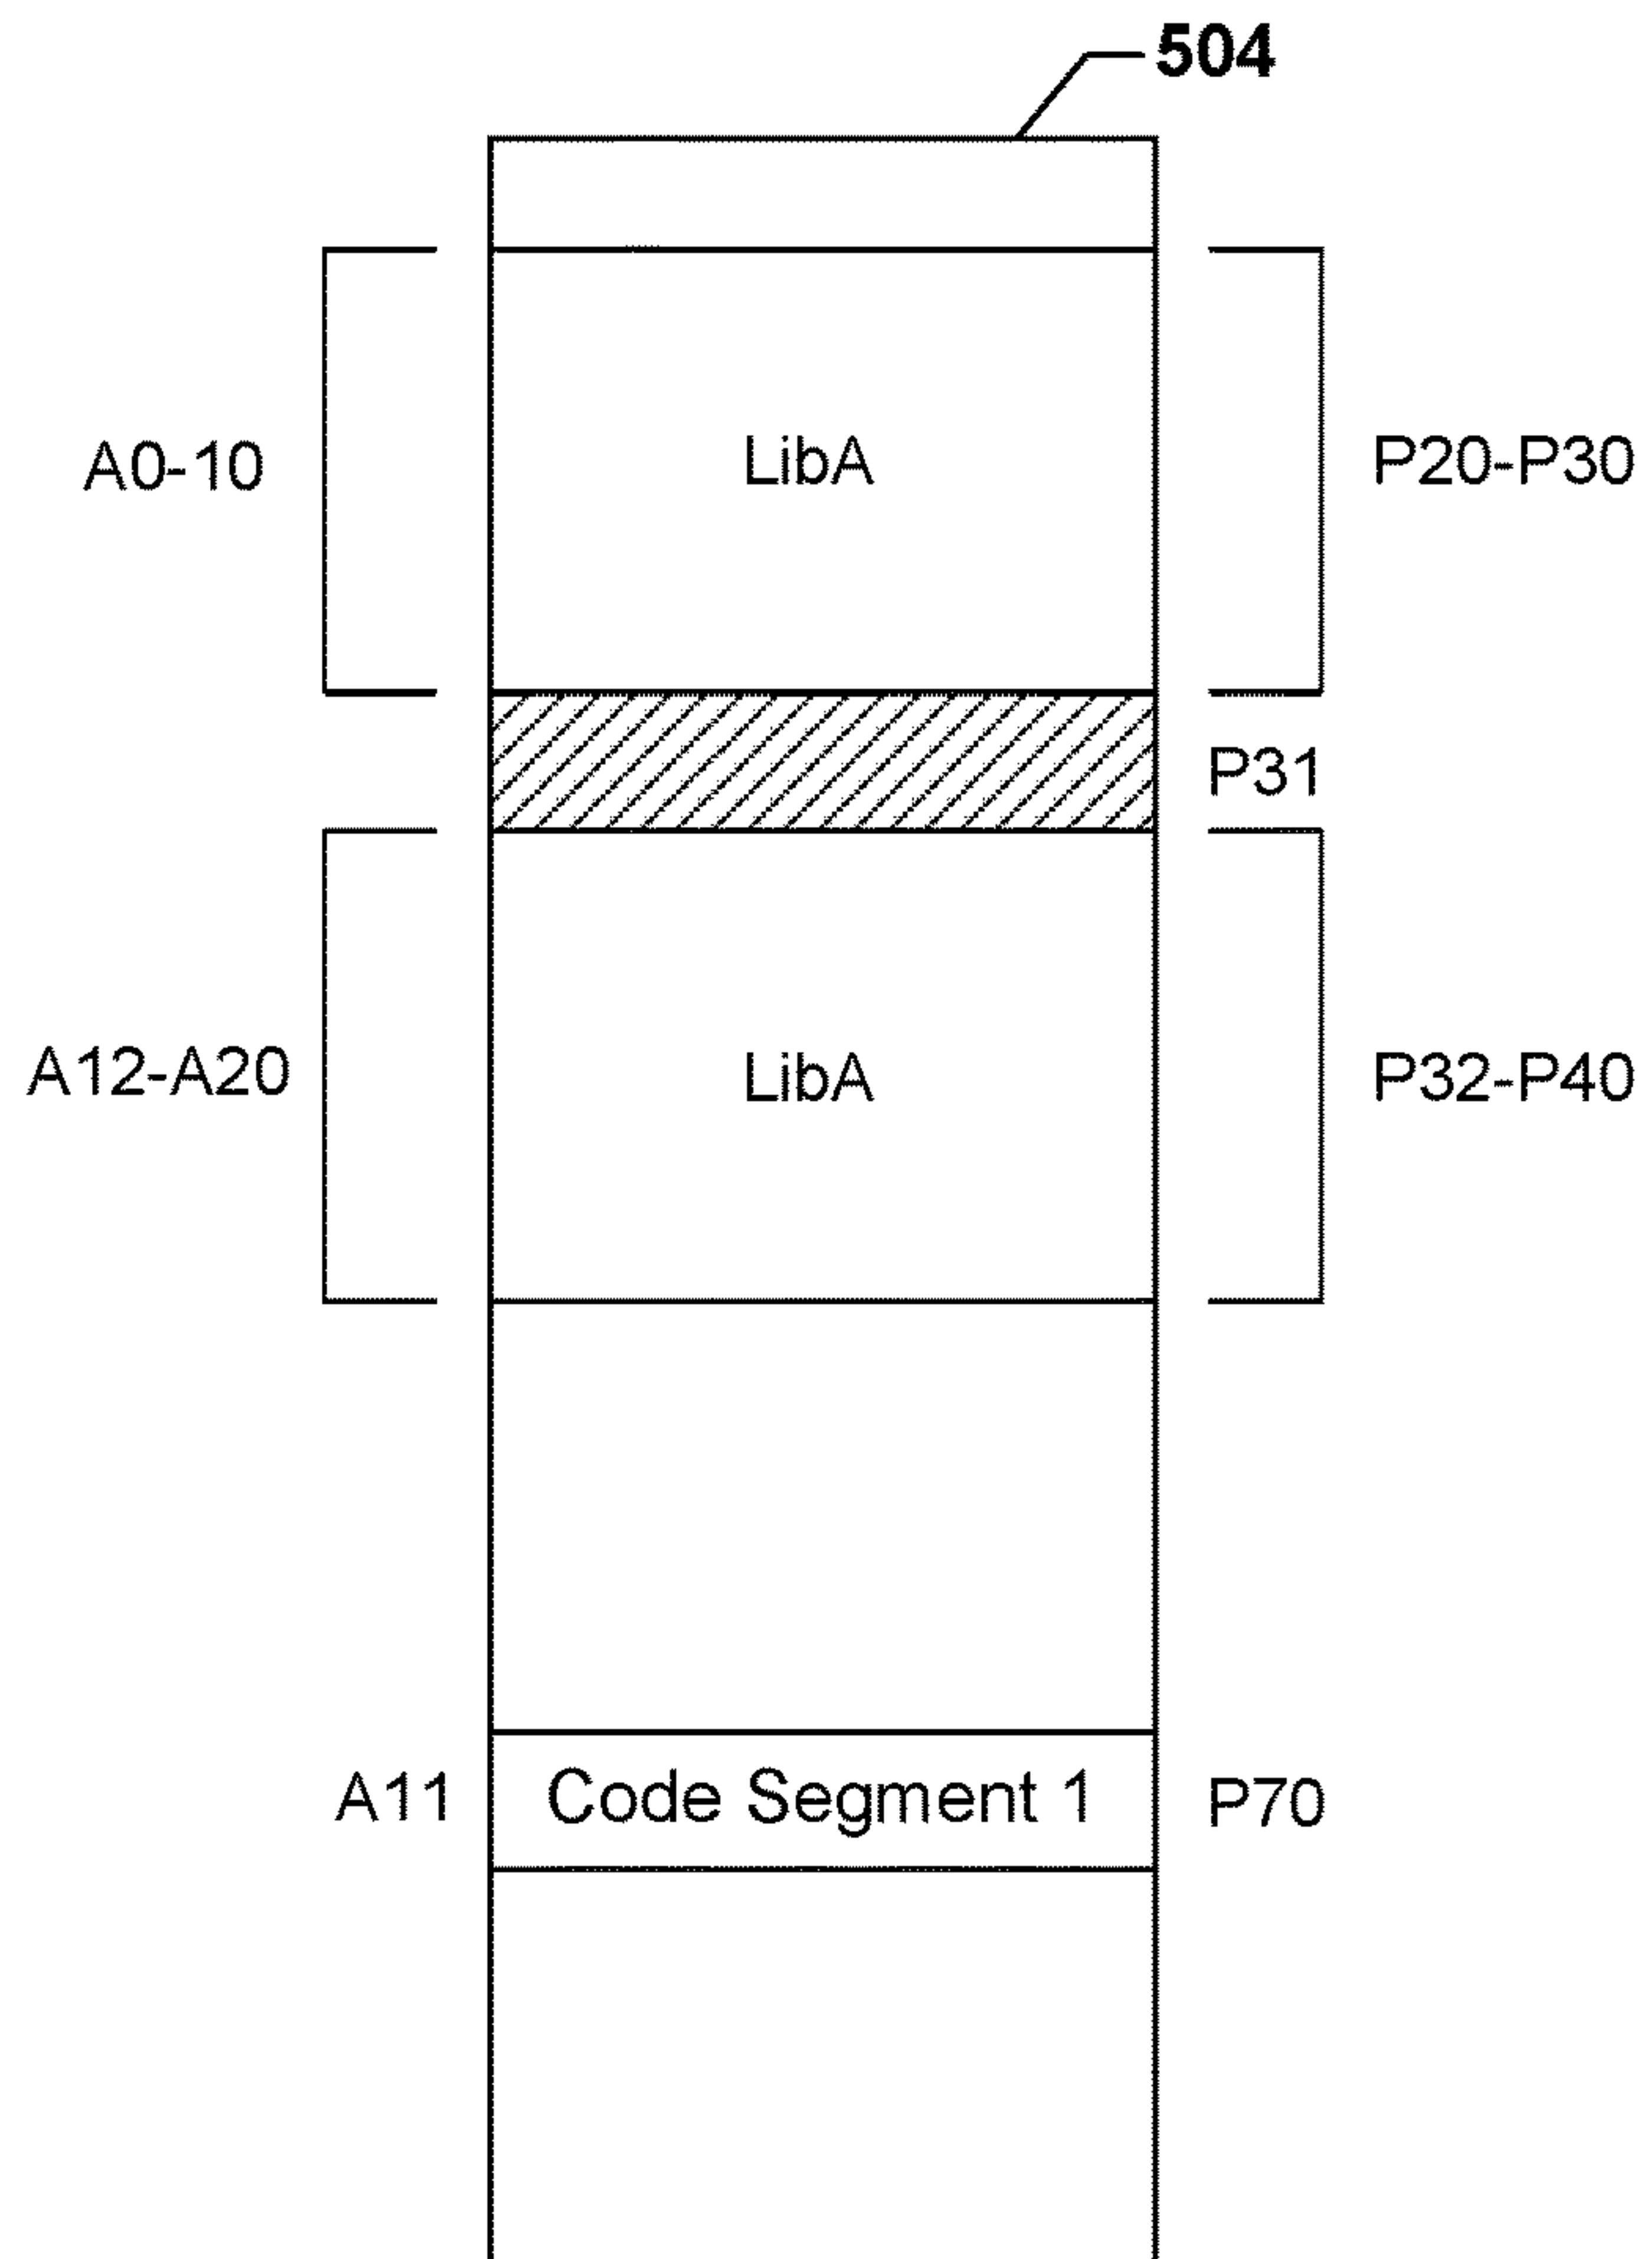 504
A0-10
LibA
P20-P30
P31
A12-A20
LibA
P32-P40
A11
Code Segment 1
P70